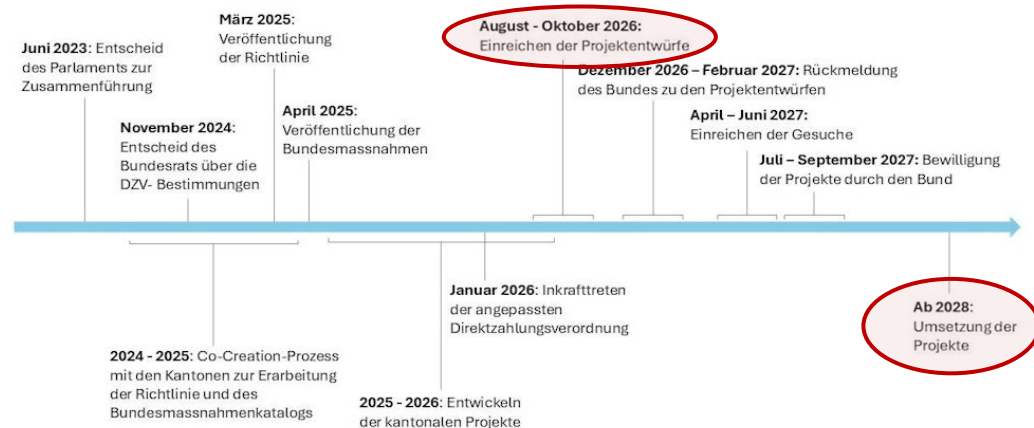 Juni 2023: Entscheid
des Parlaments zur
Zusammenführung
November 2024:
Entscheid des
Bundesrats über die
DZV- Bestimmungen
März 2025:
Veröffentlichung
der Richtlinie
April 2025:
Veröffentlichung der
Bundesmassnahmen
August - Oktober 2026:
Einreichen der Projektentwürfe
Dezember 2026 – Februar 2027: Rückmeldung
des Bundes zu den Projektentwürfen
April – Juni 2027:
Einreichen der Gesuche
Juli – September 2027: Bewilligung
der Projekte durch den Bund
2024 - 2025: Co-Creation-Prozess
mit den Kantonen zur Erarbeitung
der Richtlinie und des
Bundesmassnahmenkatalogs
2025 - 2026: Entwickeln
der kantonalen Projekte
Januar 2026: Inkrafttreten
der angepassten
Direktzahlungsverordnung
Ab 2028:
Umsetzung der
Projekte